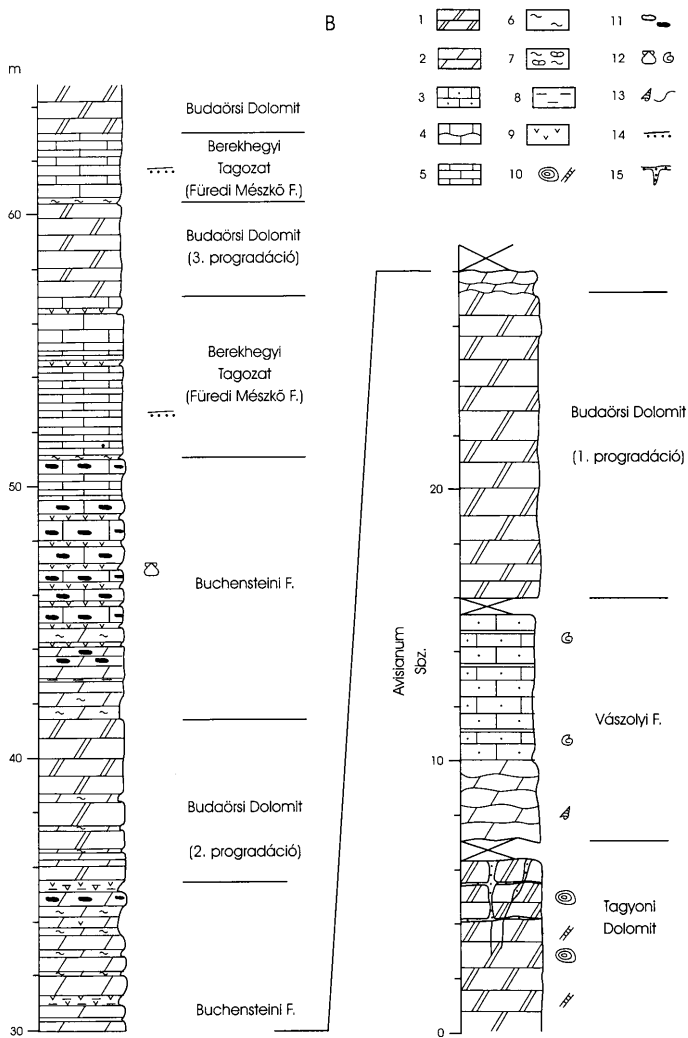 B
1
2
3
4
5
6
7
8
9
10
11
12
13
14
15
m
60
50
40
30
Budaörsi Dolomit
Berekhegyi
Tagozat
(Füredi Mészkő F.)
Budaörsi Dolomit
(3. progradáció)
Berekhegyi
Tagozat
(Füredi Mészkő F.)
Buchensteini F.
Budaörsi Dolomit
(2. progradáció)
Buchensteini F.
20
10
0
Avisianum
Sbz.
Budaörsi Dolomit
(1. progradáció)
Vászolyi F.
Tagyoni
Dolomit